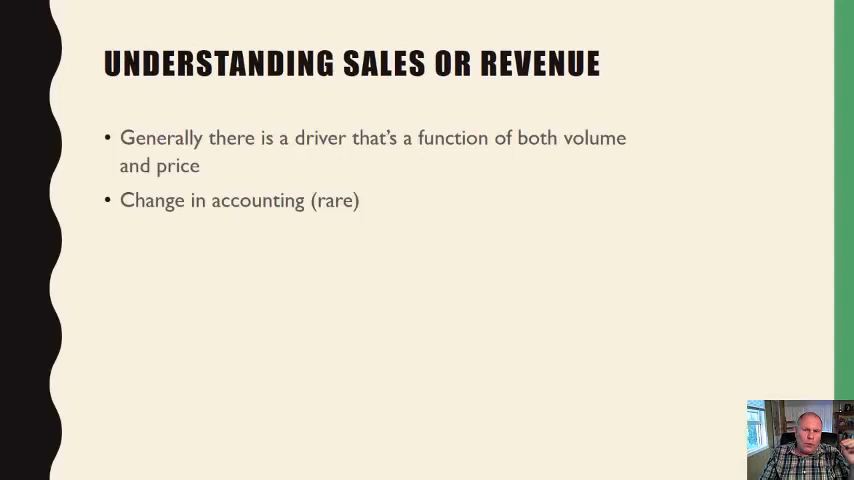 UNDERSTANDING SALES OR REVENUE
• Generally there is a driver that’s a function of both volume
and price
• Change in accounting (rare)